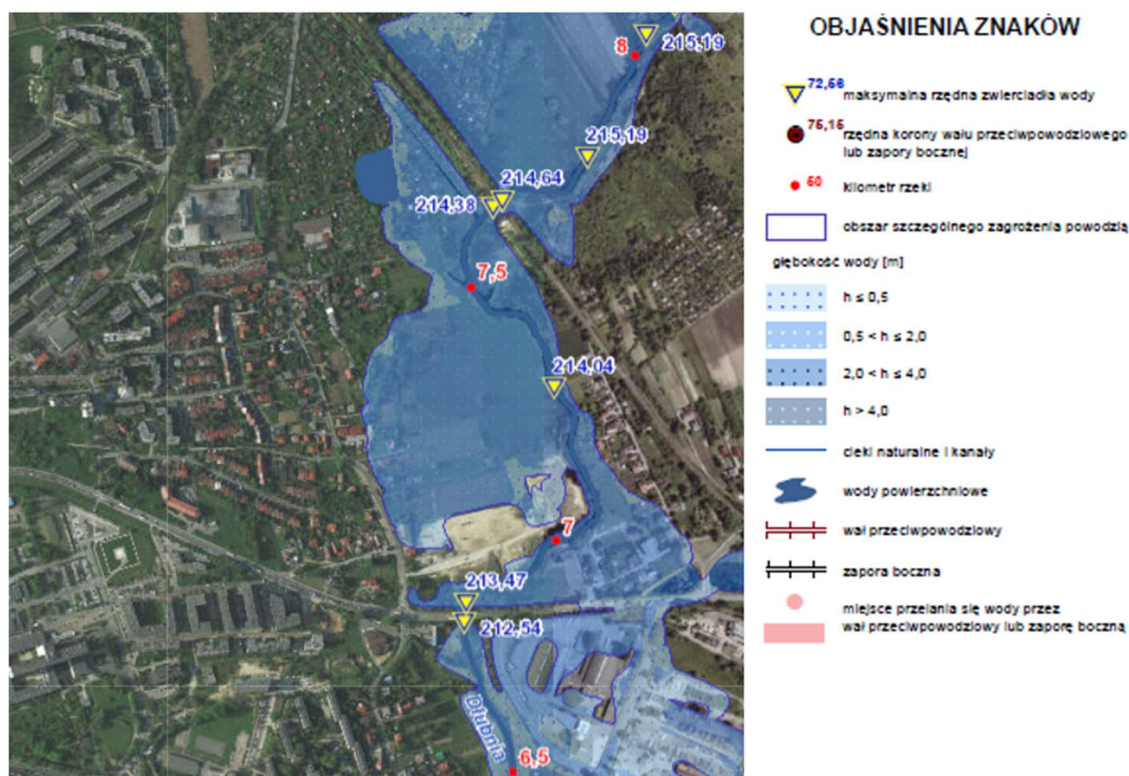 8
215,19
215,19
214,64
214,38
7,5
214,04
7
213,47
212,54
Dłubnia
6,5
OBJAŚNIENIA ZNAKÓW
72,56
maksymalna rzędna zwierciadła wody
75,15
rzędna korony wału przeciwpowodziowego
lub zapory bocznej
50
kilometr rzeki
obszar szczególnego zagrożenia powodzią
głębokość wody [m]
h ≤ 0,5
0,5 < h ≤ 2,0
2,0 < h ≤ 4,0
h > 4,0
cieki naturalne i kanały
wody powierzchniowe
wał przeciwpowodziowy
zapora boczna
miejsce przelania się wody przez
wał przeciwpowodziowy lub zaporę boczną